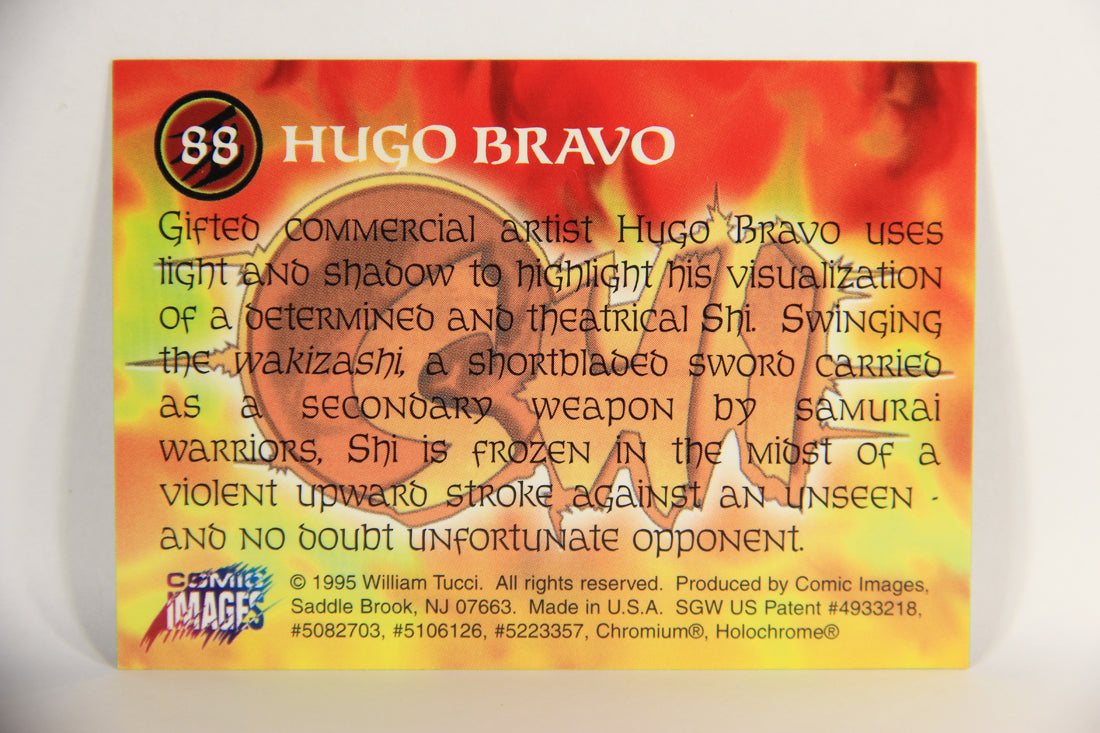 88 HUGO BRAVO
Gifted commercial artist Hugo Bravo uses
light and shadow to highlight his visualization
of a determined and theatrical Shi. Swinging
the wakizashi, a shortbladed sword carried
as a secondary weapon by samurai
warriors, Shi is frozen in the midst of a
violent upward stroke against an unseen -
and no doubt unfortunate opponent.
COMIC
IMAGES
© 1995 William Tucci. All rights reserved. Produced by Comic Images,
Saddle Brook, NJ 07663. Made in U.S.A. SGW US Patent #4933218,
#5082703, #5106126, #5223357, Chromium®, Holochrome®